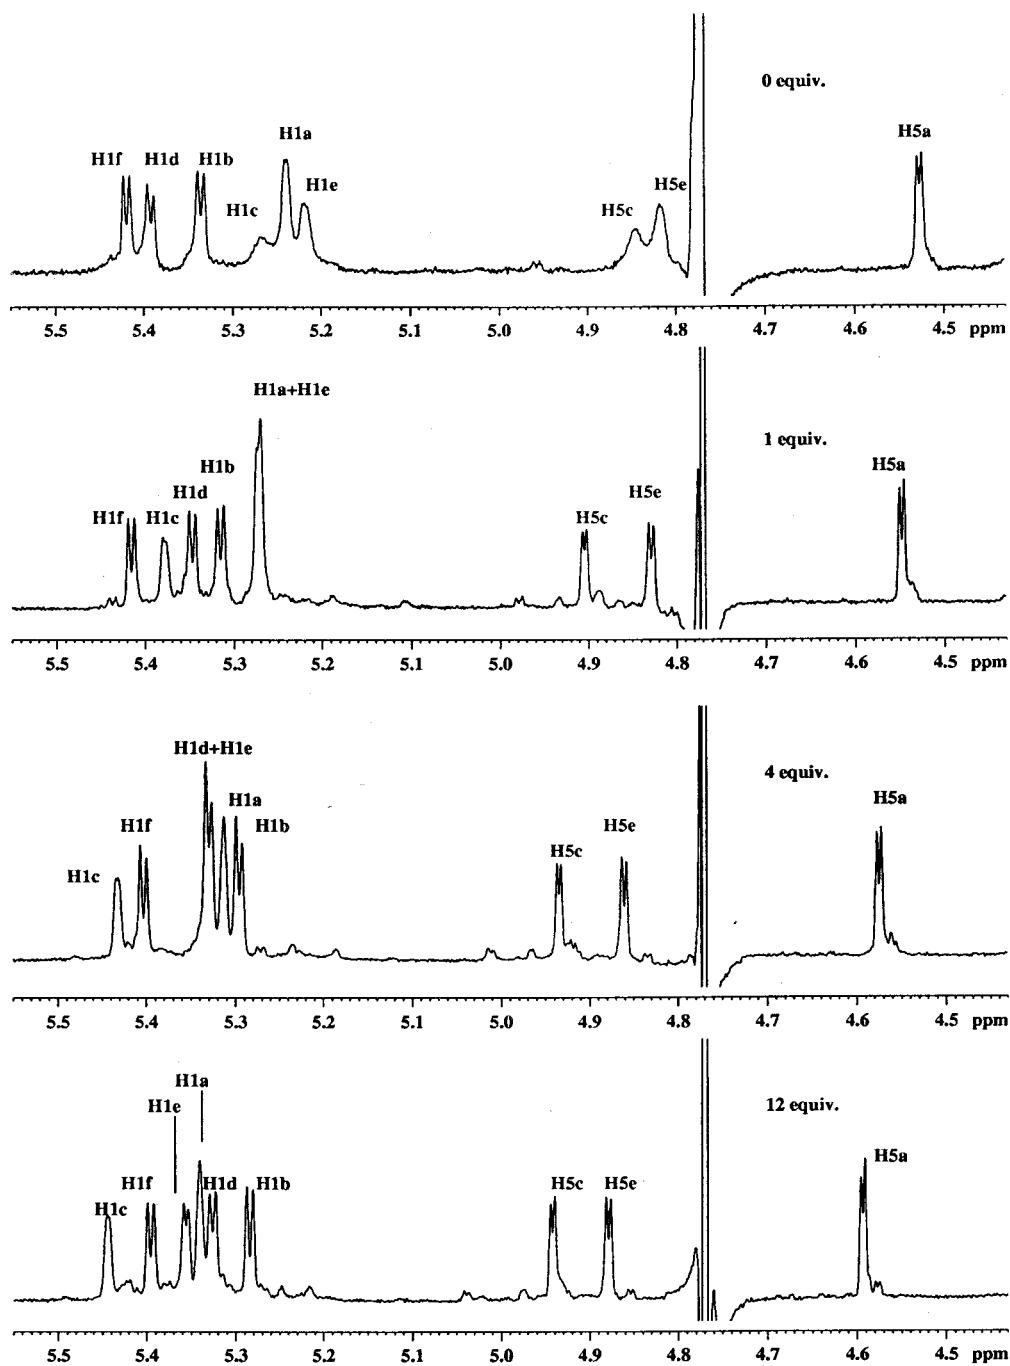 0 equiv.
H1a
H5a
H1f H1d H1b
H1e H5e
H1c H5c
5.5 5.4 5.3 5.2 5.1 5.0 4.9 4.8 4.7 4.6 4.5 ppm
H1a+H1e
1 equiv.
H1b H5a
H1d H5e
H1f H1c H5c
5.5 5.4 5.3 5.2 5.1 5.0 4.9 4.8 4.7 4.6 4.5 ppm
H1d+H1e
4 equiv.
H1a H5a
H1f H1b H5e
H5c
H1c
5.5 5.4 5.3 5.2 5.1 5.0 4.9 4.8 4.7 4.6 4.5 ppm
H1a
H1e 12 equiv.
H5a
H1f H1d H1b H5c H5e
H1c
5.5 5.4 5.3 5.2 5.1 5.0 4.9 4.8 4.7 4.6 4.5 ppm